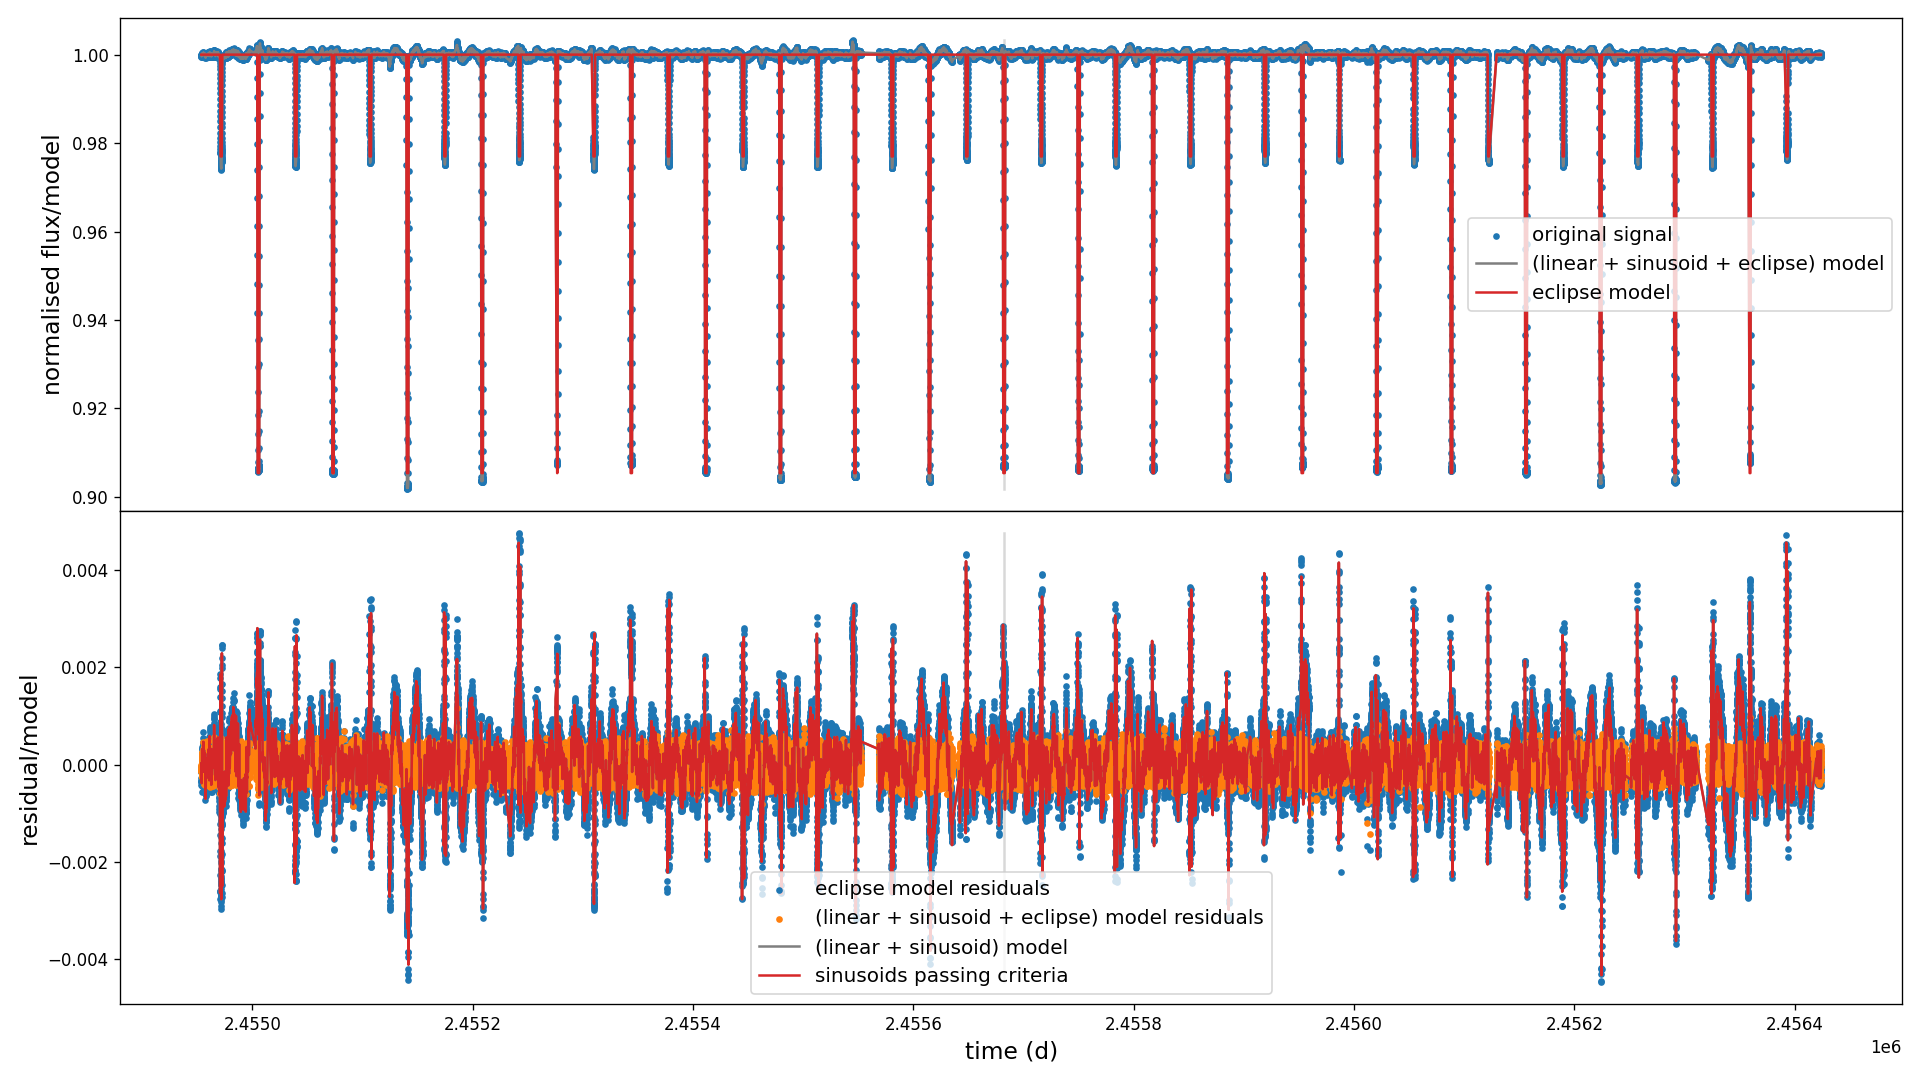 normalised flux/model
1.00
0.98
0.96
0.94
0.92
0.90
original signal
(linear + sinusoid + eclipse) model
eclipse model
residual/model
0.004
0.002
0.000
−0.002
−0.004
eclipse model residuals
(linear + sinusoid + eclipse) model residuals
(linear + sinusoid) model
sinusoids passing criteria
2.4550 2.4552 2.4554 2.4556 2.4558 2.4560 2.4562 2.4564
time (d)
1e6